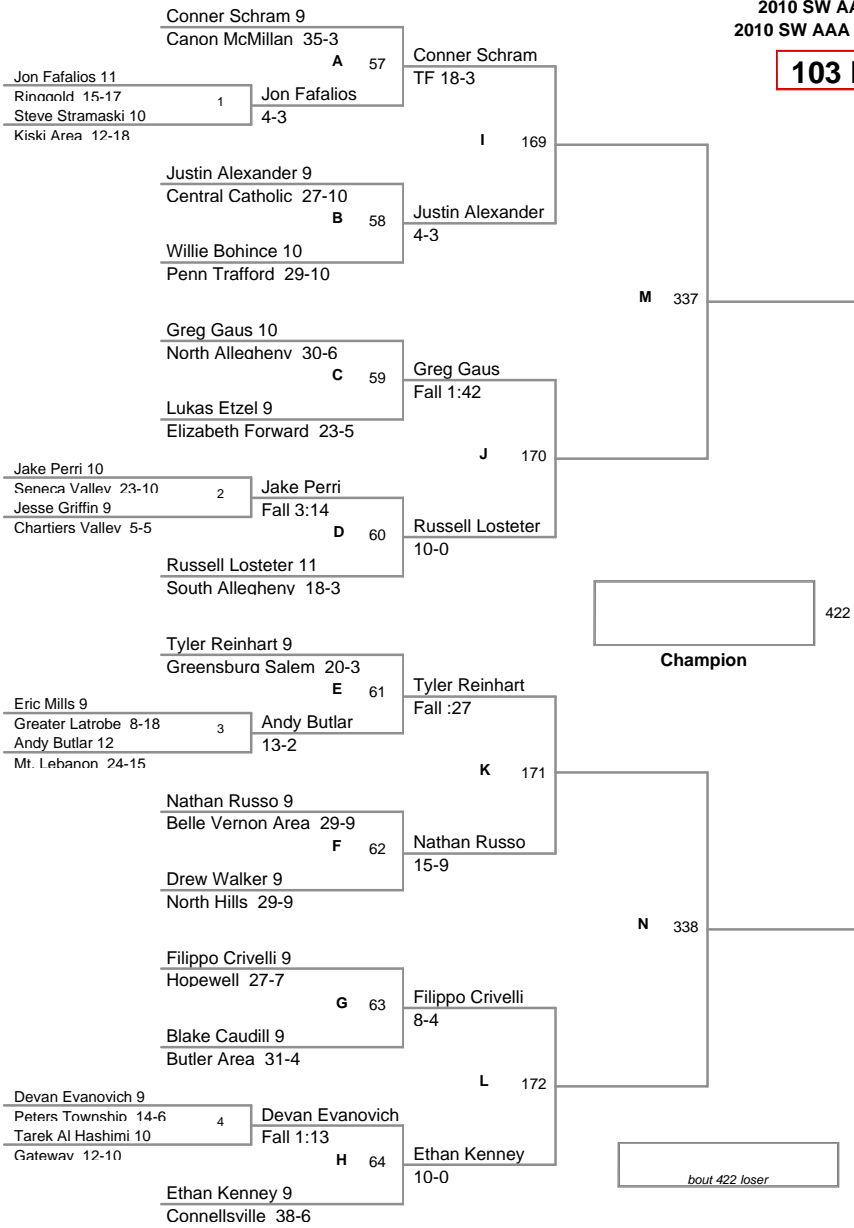 2010 SW AA
2010 SW AAA
103
Conner Schram 9
Canon McMillan 35-3
A 57
Conner Schram
TF 18-3
Jon Fafalios 11
Ringgold 15-17
1
Jon Fafalios
4-3
Steve Stramaski 10
Kiski Area 12-18
I 169
Justin Alexander 9
Central Catholic 27-10
B 58
Justin Alexander
4-3
Willie Bohince 10
Penn Trafford 29-10
M 337
Greg Gaus 10
North Allegheny 30-6
C 59
Greg Gaus
Fall 1:42
Lukas Etzel 9
Elizabeth Forward 23-5
J 170
Jake Perri 10
Seneca Valley 23-10
2
Jake Perri
Fall 3:14
Jesse Griffin 9
Chartiers Valley 5-5
D 60
Russell Losteter
10-0
Russell Losteter 11
South Allegheny 18-3
422
Champion
Tyler Reinhart 9
Greensburg Salem 20-3
E 61
Tyler Reinhart
Fall :27
Eric Mills 9
Greater Latrobe 8-18
3
Andy Butlar
13-2
Andy Butlar 12
Mt. Lebanon 24-15
K 171
Nathan Russo 9
Belle Vernon Area 29-9
F 62
Nathan Russo
15-9
Drew Walker 9
North Hills 29-9
N 338
Filippo Crivelli 9
Hopewell 27-7
G 63
Filippo Crivelli
8-4
Blake Caudill 9
Butler Area 31-4
L 172
Devan Evanovich 9
Peters Township 14-6
4
Devan Evanovich
Fall 1:13
Tarek Al Hashimi 10
Gateway 12-10
H 64
Ethan Kenney
10-0
Ethan Kenney 9
Connellsville 38-6
bout 422 loser